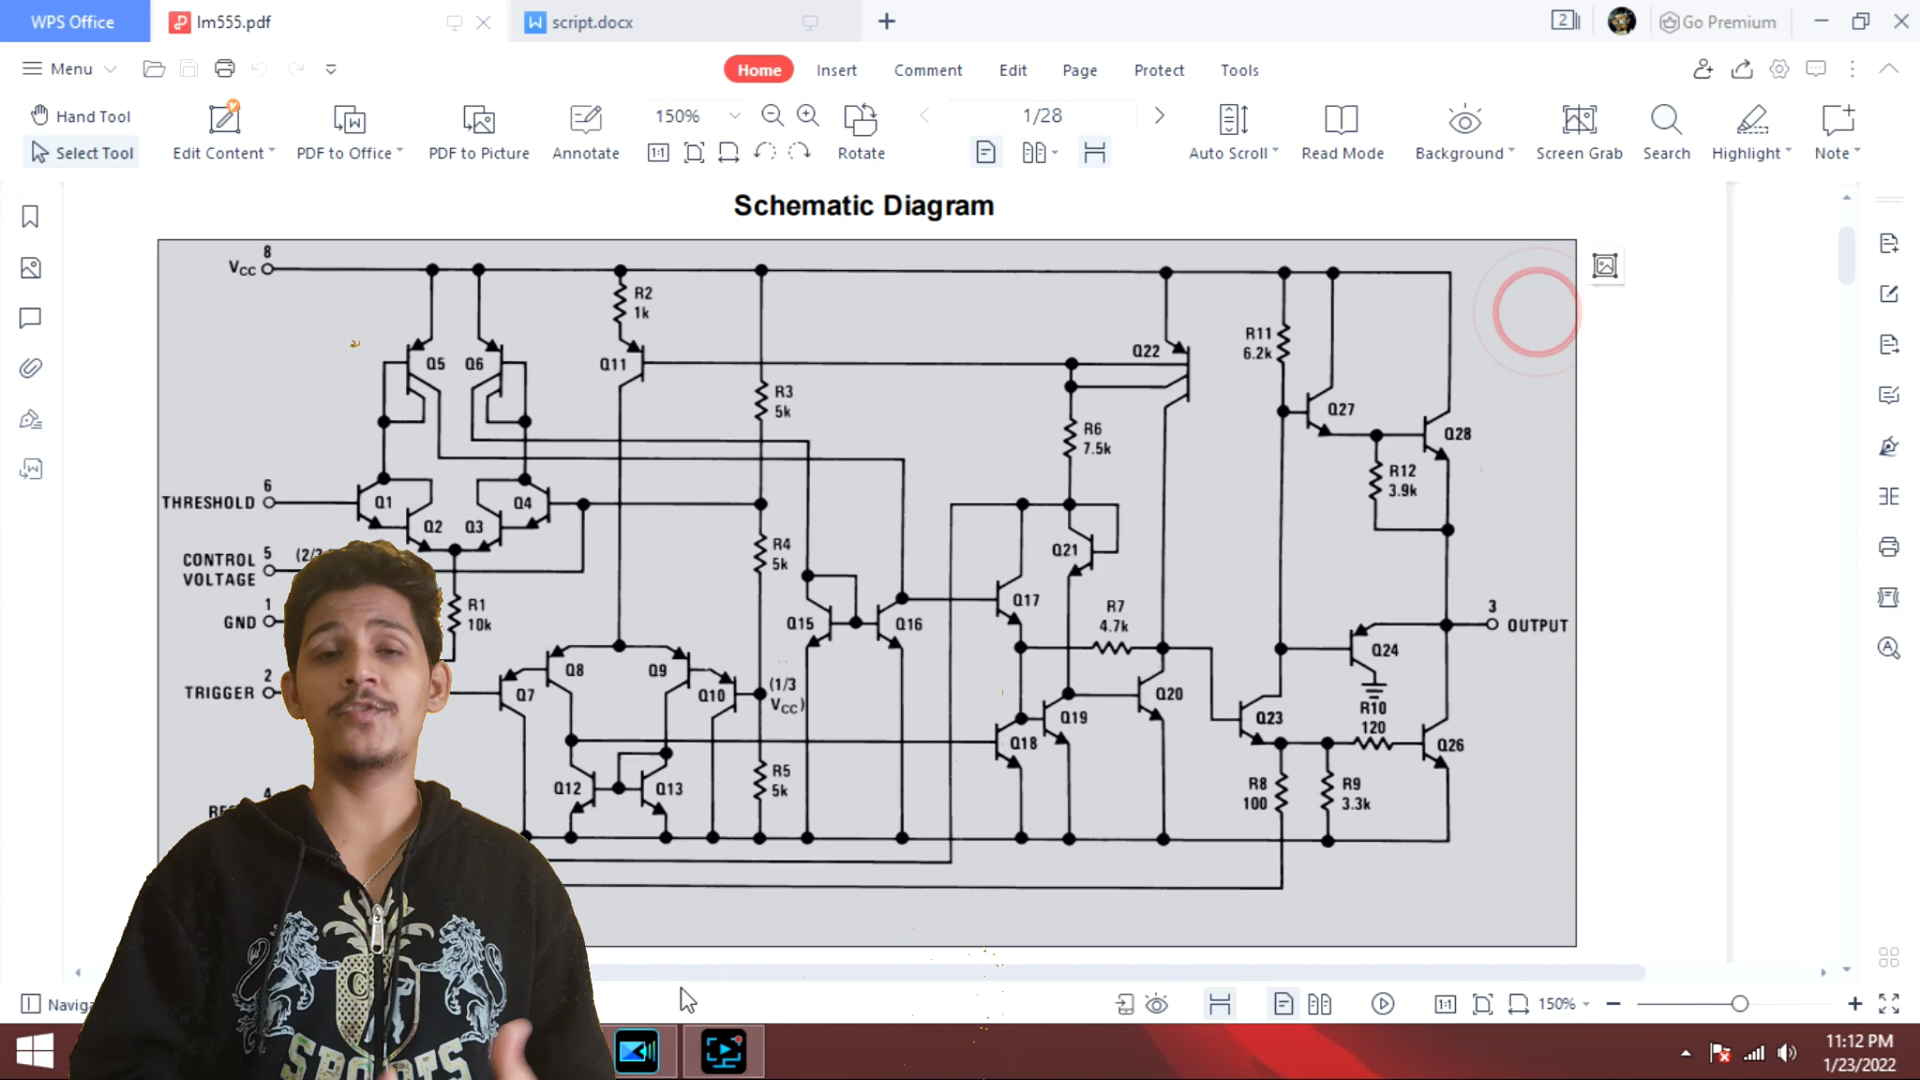 WPS Office
lm555.pdf
script.docx
2
Go Premium
Menu
Home
Insert
Comment
Edit
Page
Protect
Tools
Hand Tool
Select Tool
Edit Content
PDF to Office
PDF to Picture
Annotate
150%
1:1
Rotate
1/28
Auto Scroll
Read Mode
Background
Screen Grab
Search
Highlight
Note
Schematic Diagram
VCC
8
R2
1k
Q5
Q6
Q11
R3
5k
Q22
R11
6.2k
Q27
Q28
R6
7.5k
R12
3.9k
THRESHOLD
6
Q1
Q2
Q3
Q4
CONTROL
VOLTAGE
5
R4
5k
Q21
GND
1
R1
10k
Q15
Q16
Q17
R7
4.7k
3
OUTPUT
Q24
TRIGGER
2
Q7
Q8
Q9
Q10
(1/3
VCC)
Q18
Q19
Q20
Q23
R10
120
Q26
Q12
Q13
R5
5k
R8
100
R9
3.3k
4
1:1
150%
SPORTS
11:12 PM
1/23/2022